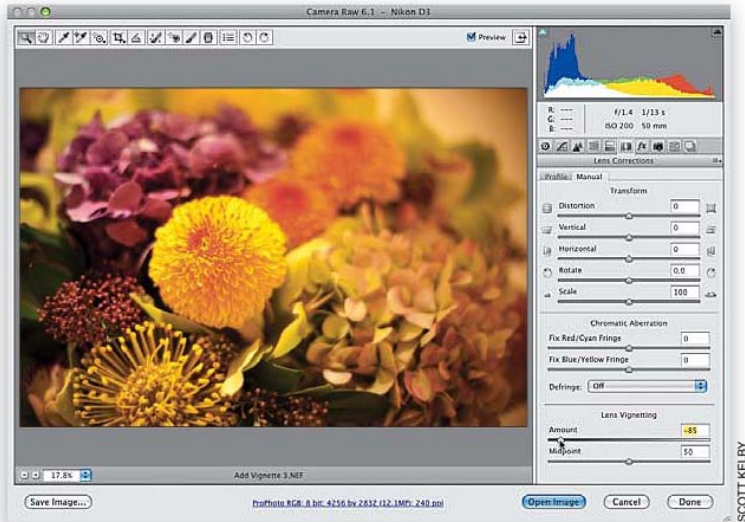 Camera Raw 6.1 – Nikon D3
Preview
R: ---
G: ---
B: ---
f/1.4 1/13 s
ISO 200 50 mm
fx
Lens Corrections
Profile Manual
Transform
Distortion 0
Vertical 0
Horizontal 0
Rotate 0.0
Scale 100
Chromatic Aberration
Fix Red/Cyan Fringe 0
Fix Blue/Yellow Fringe 0
Defringe: Off
Lens Vignetting
Amount -85
Midpoint 50
17.8% Add Vignette 3.NEF
Save Image... ProPhoto RGB; 8 bit; 4256 by 2832 (12.1MP); 240 ppi Open Image Cancel Done
SCOTT KELBY